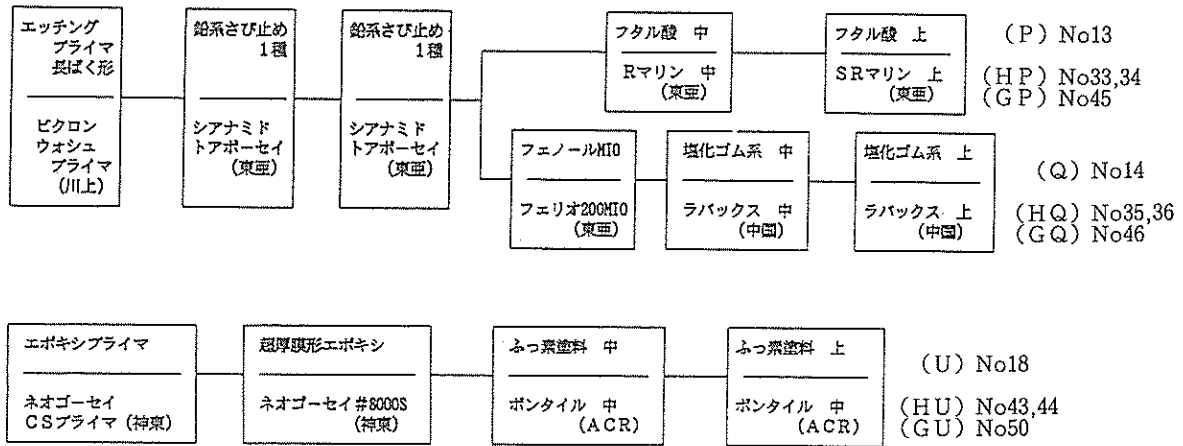 エッチング
プライマ
長ばく形
ビクロン
ウォシュ
プライマ
(川上)
鉛系さび止め
1種
シアナミド
トアボーセイ
(東亜)
鉛系さび止め
1種
シアナミド
トアボーセイ
(東亜)
フタル酸 中
Rマリン 中
(東亜)
フタル酸 上
SRマリン 上
(東亜)
(P) No13
(HP) No33,34
(GP) No45
フェノールMIO
フェリオ200MIO
(東亜)
塩化ゴム系 中
ラバックス 中
(中国)
塩化ゴム系 上
ラバックス 上
(中国)
(Q) No14
(HQ) No35,36
(GQ) No46
エポキシプライマ
ネオゴーセイ
CSプライマ (神東)
超厚膜形エポキシ
ネオゴーセイ#8000S
(神東)
ふっ素塗料 中
ボンタイル 中
(ACR)
ふっ素塗料 上
ボンタイル 中
(ACR)
(U) No18
(HU) No43,44
(GU) No50